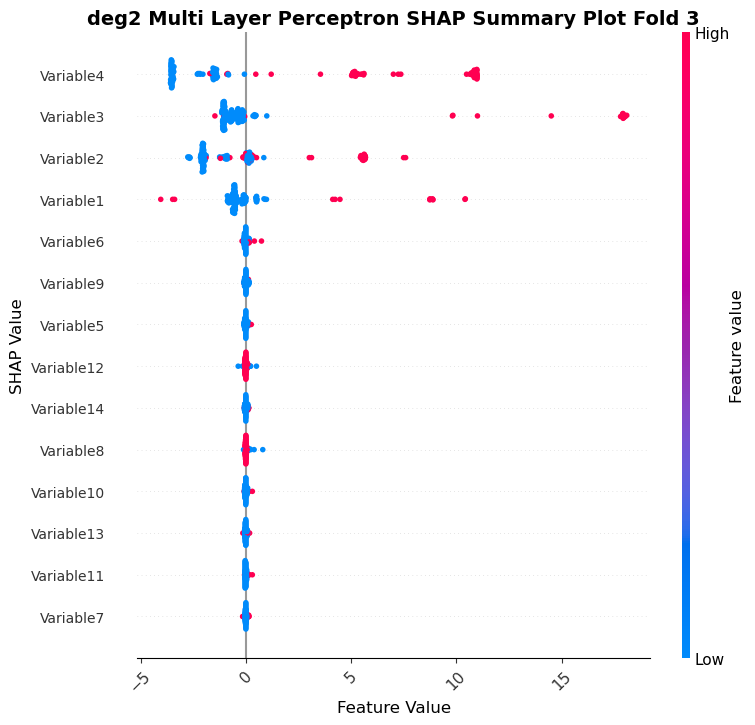 deg2 Multi Layer Perceptron SHAP Summary Plot Fold 3
High
Variable4
Variable3
Variable2
Variable1
Variable6
Variable9
Variable5
Variable12
Variable14
Variable8
Variable10
Variable13
Variable11
Variable7
SHAP Value
Feature value
Low
−5
0
5
10
15
Feature Value